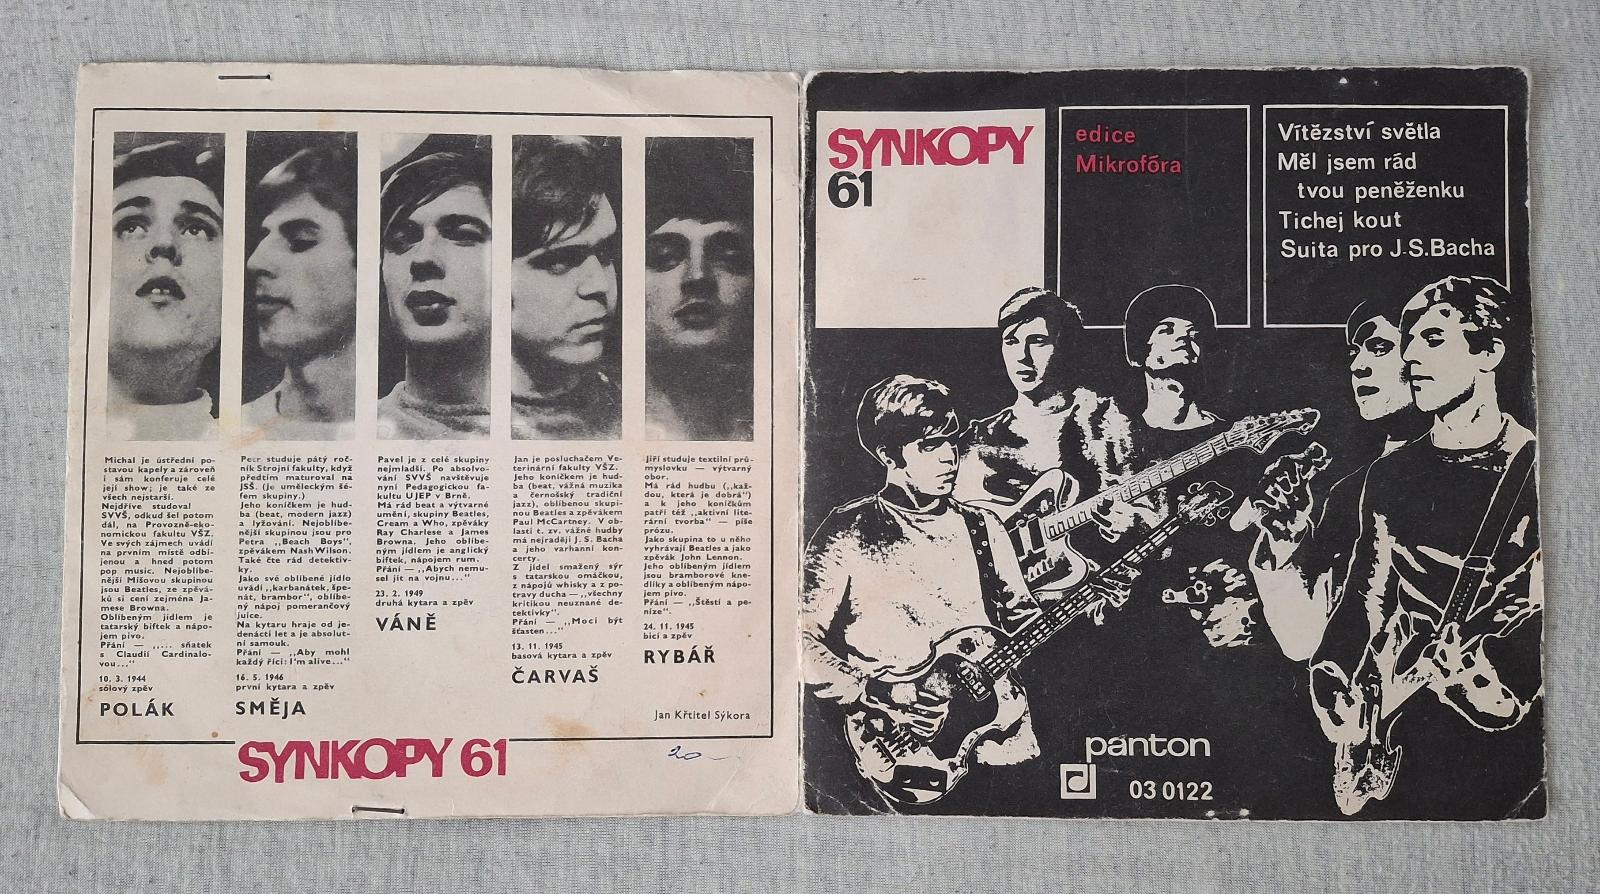 Michal je ústřední po-
stavou kapely a zároveň
i sám konferuje celé
její show; je také ze
všech nejstarší.
Nejdříve studoval
SVVŠ, odkud šel potom
dál, na Provozně-eko-
nomickou fakultu VŠZ.
Ve svých zájmech uvádí
na prvním místě odbí-
jenou a hned potom
pop music. Nejoblíbe-
nější Míšovou skupinou
jsou Beatles, ze zpěvá-
ků si cení zejména Ja-
mese Browna.
Oblíbeným jídlem je
tatarský biftek a nápo-
jem pivo.
Přání — „... sňatek
s Claudií Cardinalo-
vou...“
10. 3. 1944
sólový zpěv
POLÁK
Petr studuje pátý roč-
ník Strojní fakulty, když
předtím maturoval na
JSŠ. (Je uměleckým šé-
fem skupiny.)
Jeho koníčkem je hud-
ba (beat, modern jazz)
a lyžování. Nejoblíbe-
nější skupinou jsou pro
Petra „Beach Boys“,
zpěvákem Nash Wilson.
Také čte rád detektiv-
ky.
Jako své oblíbené jídlo
uvádí „karbanátek, špe-
nát, brambor“, oblíbe-
ný nápoj pomerančový
juice.
Na kytaru hraje od je-
denácti let a je absolut-
ní samouk.
Přání — „Aby mohl
každý říci: I'm alive...“
16. 5. 1946
první kytara a zpěv
SMĚJA
Pavel je z celé skupiny
nejmladší. Po absolvo-
vání SVVŠ navštěvuje
nyní Pedagogickou fa-
kultu UJEP v Brně.
Má rád beat a výtvarné
umění, skupiny Beatles,
Cream a Who, zpěváky
Ray Charlese a James
Browna. Jeho oblíbe-
ným jídlem je anglický
biftek, nápojem rum.
Přání — „Abych nemu-
sel jít na vojnu...“
23. 2. 1949
druhá kytara a zpěv
VÁNĚ
Jan je posluchačem Ve-
terinární fakulty VŠZ.
Jeho koníčkem je hud-
ba (beat, vážná muzika
a černošský tradiční
jazz), oblíbenou skupi-
nou Beatles a zpěvákem
Paul McCartney. V ob-
lasti t. zv. vážné hudby
má nejraději J. S. Bacha
a jeho varhanní kon-
certy.
Z jídel smažený sýr
s tatarskou omáčkou,
z nápojů whisky a z po-
travy ducha — „všechny
kritikou neuznané de-
tektivky“.
Přání — „Moci být
šťasten...“
13. 11. 1945
basová kytara a zpěv
ČARVAŠ
Jiří studuje textilní prů-
myslovku — výtvarný
obor.
Má rád hudbu („kaž-
dou, která je dobrá“)
a k jeho koníčkům
patří též „aktivní lite-
rární tvorba“ — píše
prózu.
Jako skupina to u něho
vyhrávají Beatles a jako
zpěvák John Lennon.
Jeho oblíbeným jídlem
jsou bramborové kne-
dlíky a oblíbeným nápo-
jem pivo.
Přání — „Štěstí a pe-
níze“.
24. 11. 1945
bicí a zpěv
RYBÁŘ
Jan Křtitel Sýkora
SYNKOPY 61
20
SYNKOPY
61
edice
Mikrofóra
Vítězství světla
Měl jsem rád
tvou peněženku
Tichej kout
Suita pro J.S.Bacha
panton
03 0122